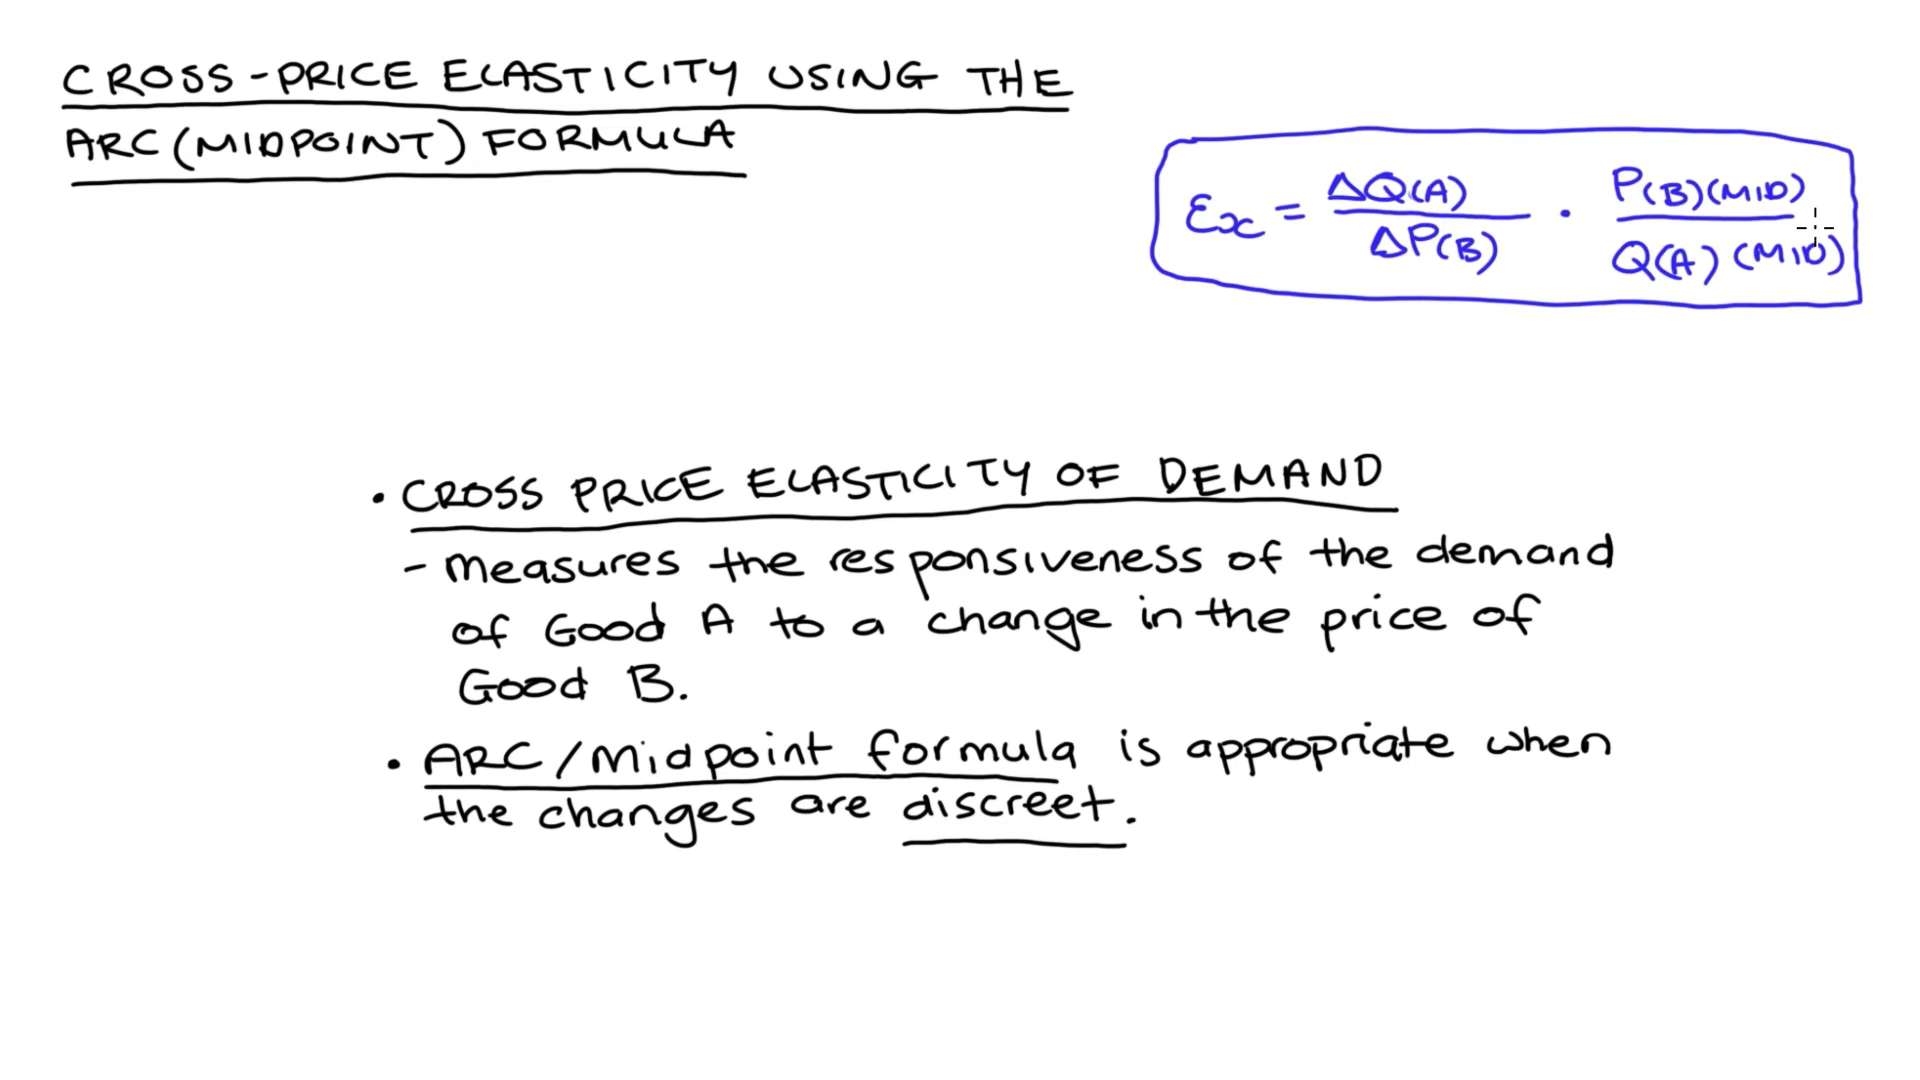 CROSS-PRICE ELASTICITY USING THE
ARC (MIDPOINT) FORMULA
Ex = ΔQ(A) / ΔP(B) · P(B)(MID) / Q(A)(MID)
• CROSS PRICE ELASTICITY OF DEMAND
- measures the responsiveness of the demand
of Good A to a change in the price of
Good B.
• ARC/Midpoint formula is appropriate when
the changes are discreet.